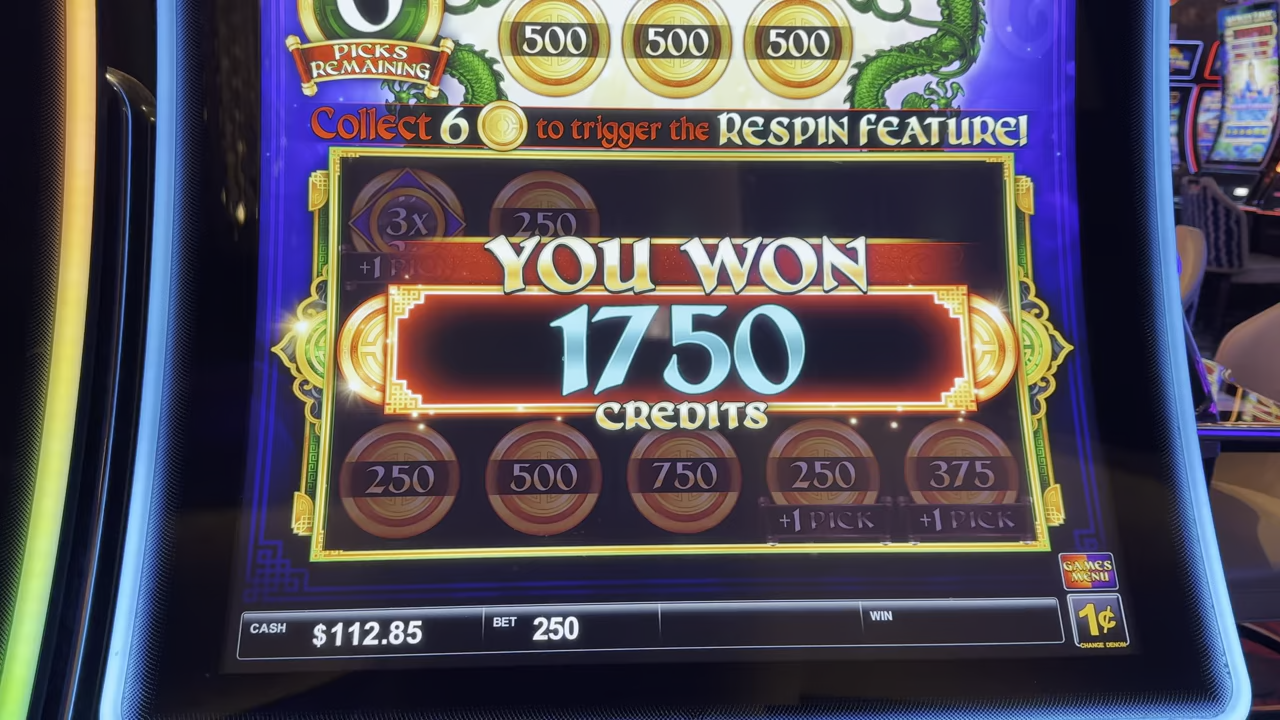 500 500 500
PICKS
REMAINING
Collect 6 to trigger the RESPIN FEATURE!
3x 250
+1 PICK
YOU WON
1750
CREDITS
250 500 750 250 375
+1 PICK +1 PICK
GAMES
MENU
CASH $112.85 BET 250 WIN
1¢
CHANGE DENOM